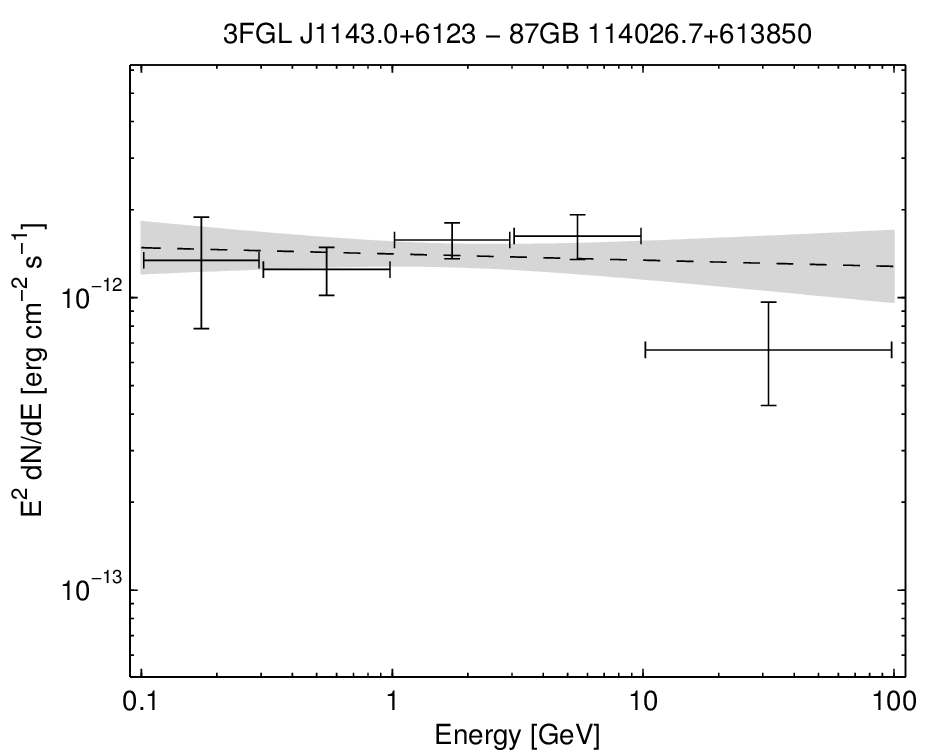 3FGL J1143.0+6123 − 87GB 114026.7+613850
E² dN/dE [erg cm⁻² s⁻¹]
10⁻¹²
10⁻¹³
0.1 1 10 100
Energy [GeV]